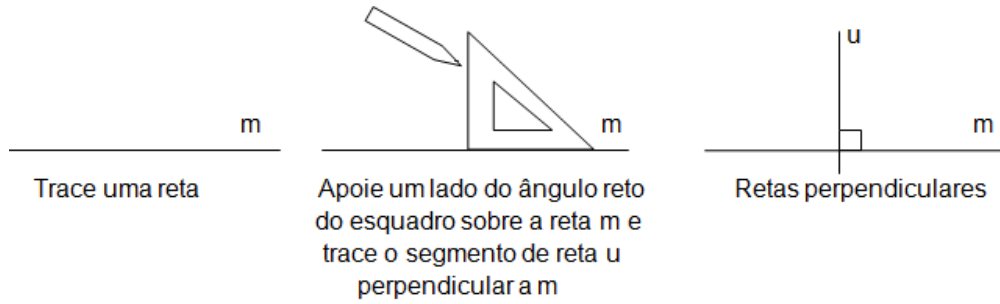 m
Trace uma reta
m
Apoie um lado do ângulo reto
do esquadro sobre a reta m e
trace o segmento de reta u
perpendicular a m
u
m
Retas perpendiculares